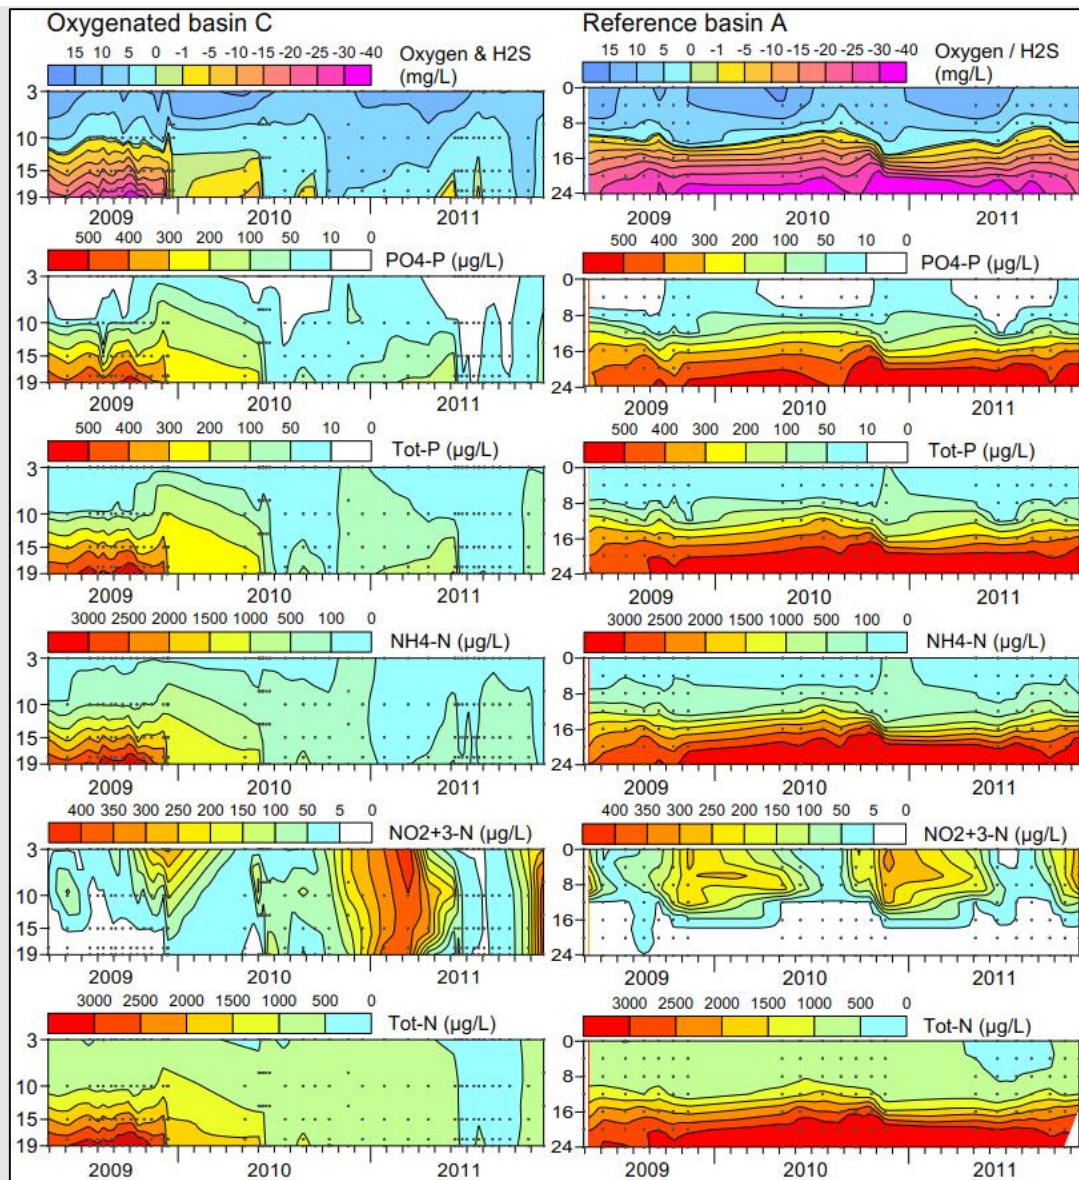 Oxygenated basin C
15 10 5 0 -1 -5 -10 -15 -20 -25 -30 -40
Oxygen & H2S
(mg/L)
3
10
15
19
2009 2010 2011
Reference basin A
15 10 5 0 -1 -5 -10 -15 -20 -25 -30 -40
Oxygen / H2S
(mg/L)
0
8
16
24
2009 2010 2011
500 400 300 200 100 50 10 0
PO4-P (µg/L)
3
10
15
19
2009 2010 2011
500 400 300 200 100 50 10 0
PO4-P (µg/L)
0
8
16
24
2009 2010 2011
500 400 300 200 100 50 10 0
Tot-P (µg/L)
3
10
15
19
2009 2010 2011
500 400 300 200 100 50 10 0
Tot-P (µg/L)
0
8
16
24
2009 2010 2011
3000 2500 2000 1500 1000 500 100 0
NH4-N (µg/L)
3
10
15
19
2009 2010 2011
3000 2500 2000 1500 1000 500 100 0
NH4-N (µg/L)
0
8
16
24
2009 2010 2011
400 350 300 250 200 150 100 50 5 0
NO2+3-N (µg/L)
3
10
15
19
2009 2010 2011
400 350 300 250 200 150 100 50 5 0
NO2+3-N (µg/L)
0
8
16
24
2009 2010 2011
3000 2500 2000 1500 1000 500 0
Tot-N (µg/L)
3
10
15
19
2009 2010 2011
3000 2500 2000 1500 1000 500 0
Tot-N (µg/L)
0
8
16
24
2009 2010 2011